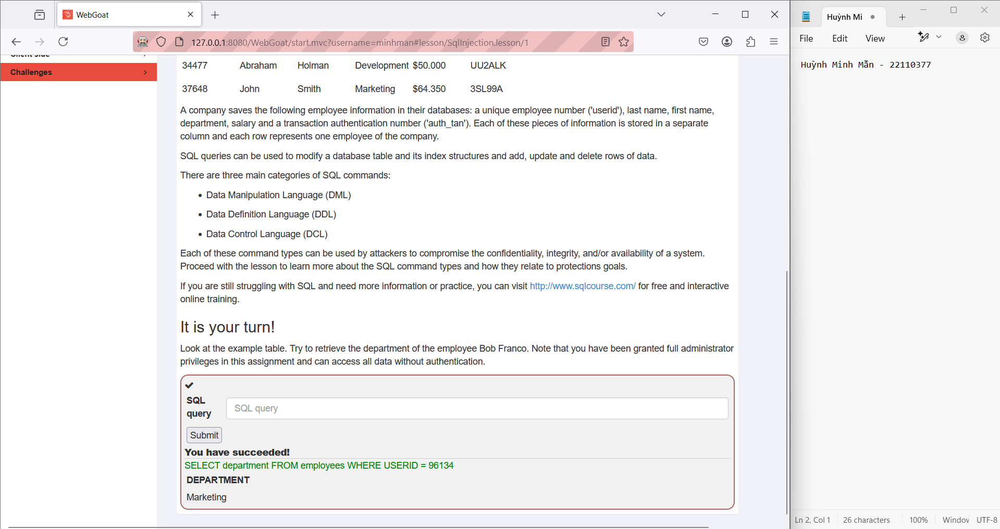 WebGoat
127.0.0.1:8080/WebGoat/start.mvc?username=minhman#lesson/SqlInjection.lesson/1
Client side
Challenges
34477 Abraham Holman Development $50.000 UU2ALK
37648 John Smith Marketing $64.350 3SL99A
A company saves the following employee information in their databases: a unique employee number ('userid'), last name, first name,
department, salary and a transaction authentication number ('auth_tan'). Each of these pieces of information is stored in a separate
column and each row represents one employee of the company.
SQL queries can be used to modify a database table and its index structures and add, update and delete rows of data.
There are three main categories of SQL commands:
• Data Manipulation Language (DML)
• Data Definition Language (DDL)
• Data Control Language (DCL)
Each of these command types can be used by attackers to compromise the confidentiality, integrity, and/or availability of a system.
Proceed with the lesson to learn more about the SQL command types and how they relate to protections goals.
If you are still struggling with SQL and need more information or practice, you can visit http://www.sqlcourse.com/ for free and interactive
online training.
It is your turn!
Look at the example table. Try to retrieve the department of the employee Bob Franco. Note that you have been granted full administrator
privileges in this assignment and can access all data without authentication.
SQL
query
SQL query
Submit
You have succeeded!
SELECT department FROM employees WHERE USERID = 96134
DEPARTMENT
Marketing
Huỳnh Mi
File Edit View
Huỳnh Minh Mẫn - 22110377
Ln 2, Col 1 26 characters 100% Window UTF-8